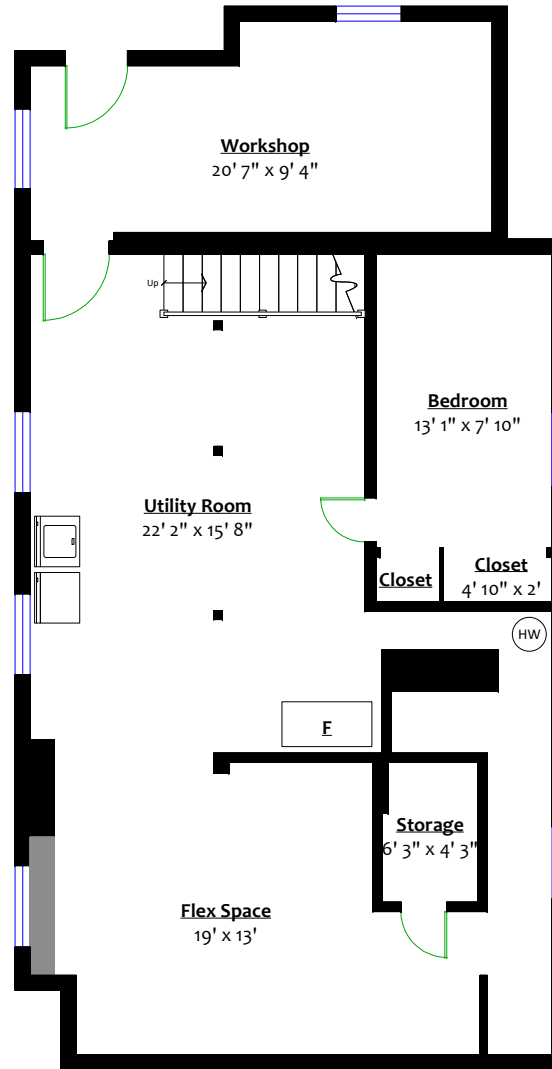 Workshop
20' 7" x 9' 4"
Up
Bedroom
13' 1" x 7' 10"
Utility Room
22' 2" x 15' 8"
Closet
Closet
4' 10" x 2'
HW
F
Storage
6' 3" x 4' 3"
Flex Space
19' x 13'